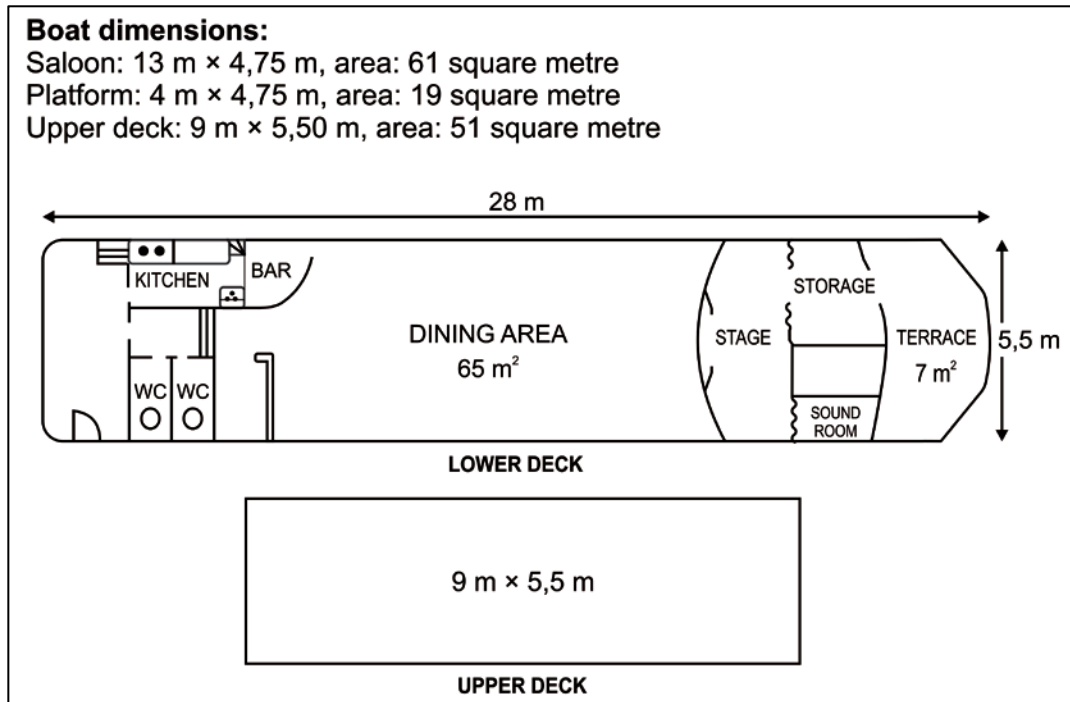 Boat dimensions:
Saloon: 13 m × 4,75 m, area: 61 square metre
Platform: 4 m × 4,75 m, area: 19 square metre
Upper deck: 9 m × 5,50 m, area: 51 square metre
28 m
KITCHEN
BAR
WC
WC
DINING AREA
65 m²
STAGE
STORAGE
SOUND
ROOM
TERRACE
7 m²
5,5 m
LOWER DECK
9 m × 5,5 m
UPPER DECK